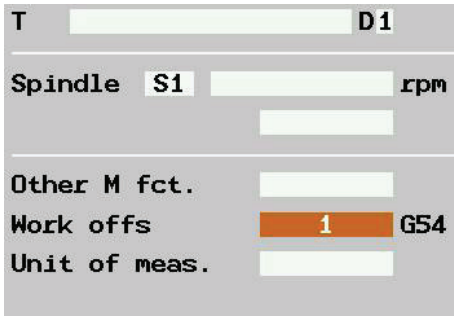 T D1
Spindle S1 rpm
Other M fct.
Work offs 1 G54
Unit of meas.